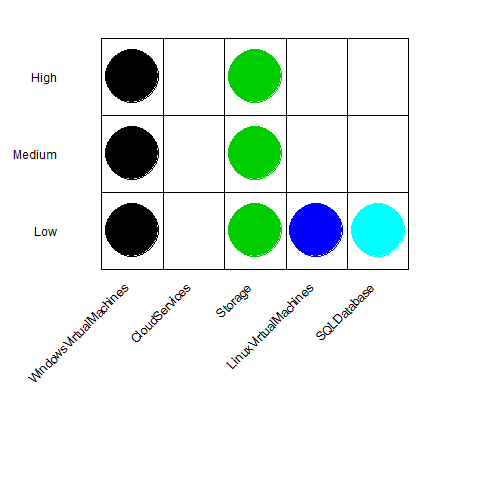 High
Medium
Low
WindowsVirtualMachines
CloudServices
Storage
LinuxVirtualMachines
SQLDatabase